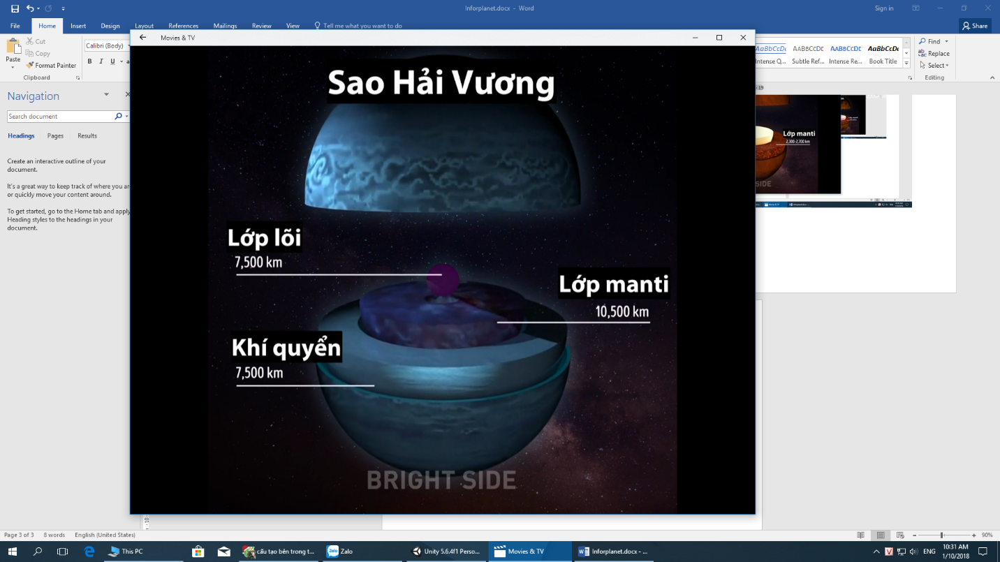 Inforplanet.docx - Word
Sign in
File
Home
Insert
Design
Layout
References
Mailings
Review
View
Tell me what you want to do
Share
Paste
Cut
Copy
Format Painter
Clipboard
Calibri (Body)
B I U
AaBbCcDc
AABBCCDE
AABBCCDE
AaBbCcDc
Intense Q...
Subtle Ref...
Intense Re...
Book Title
Find
Replace
Select
Editing
Movies & TV
Navigation
Search document
Headings
Pages
Results
Create an interactive outline of your
document.
It's a great way to keep track of where you are
or quickly move your content around.
To get started, go to the Home tab and apply
Heading styles to the headings in your
document.
Sao Hải Vương
Lớp lõi
7,500 km
Lớp manti
10,500 km
Khí quyển
7,500 km
BRIGHT SIDE
19
Lớp manti
2,300-2,700 km
SIDE
Lớp manti
Page 3 of 3
8 words
English (United States)
90%
This PC
cấu tạo bên trong t...
Zalo
Unity 5.6.4f1 Perso...
Movies & TV
Inforplanet.docx - ...
ENG
10:31 AM
1/10/2018